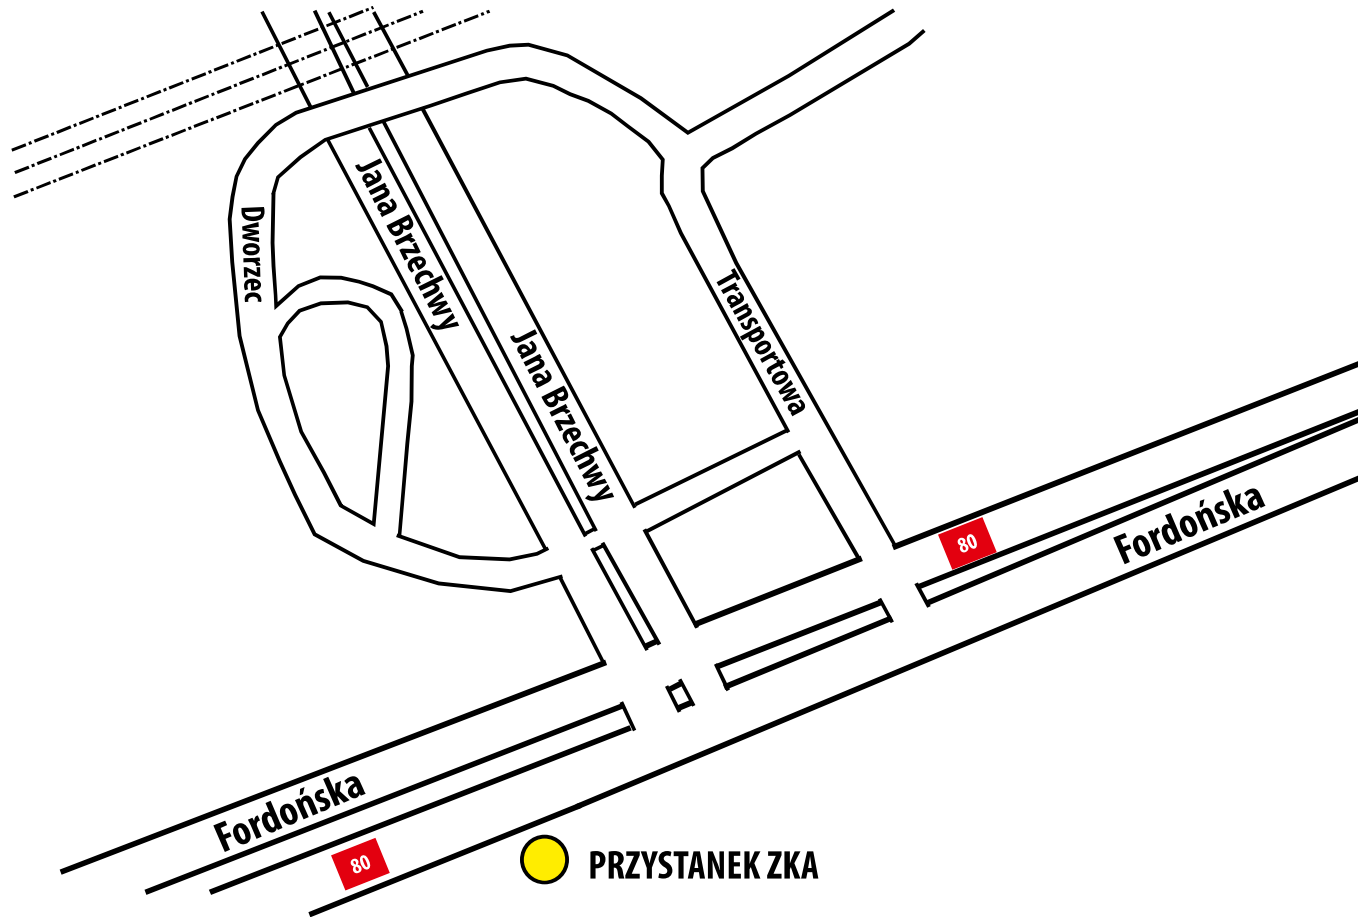 Dworzec
Jana Brzechwy
Jana Brzechwy
Transportowa
80
Fordońska
Fordońska
80
PRZYSTANEK ZKA